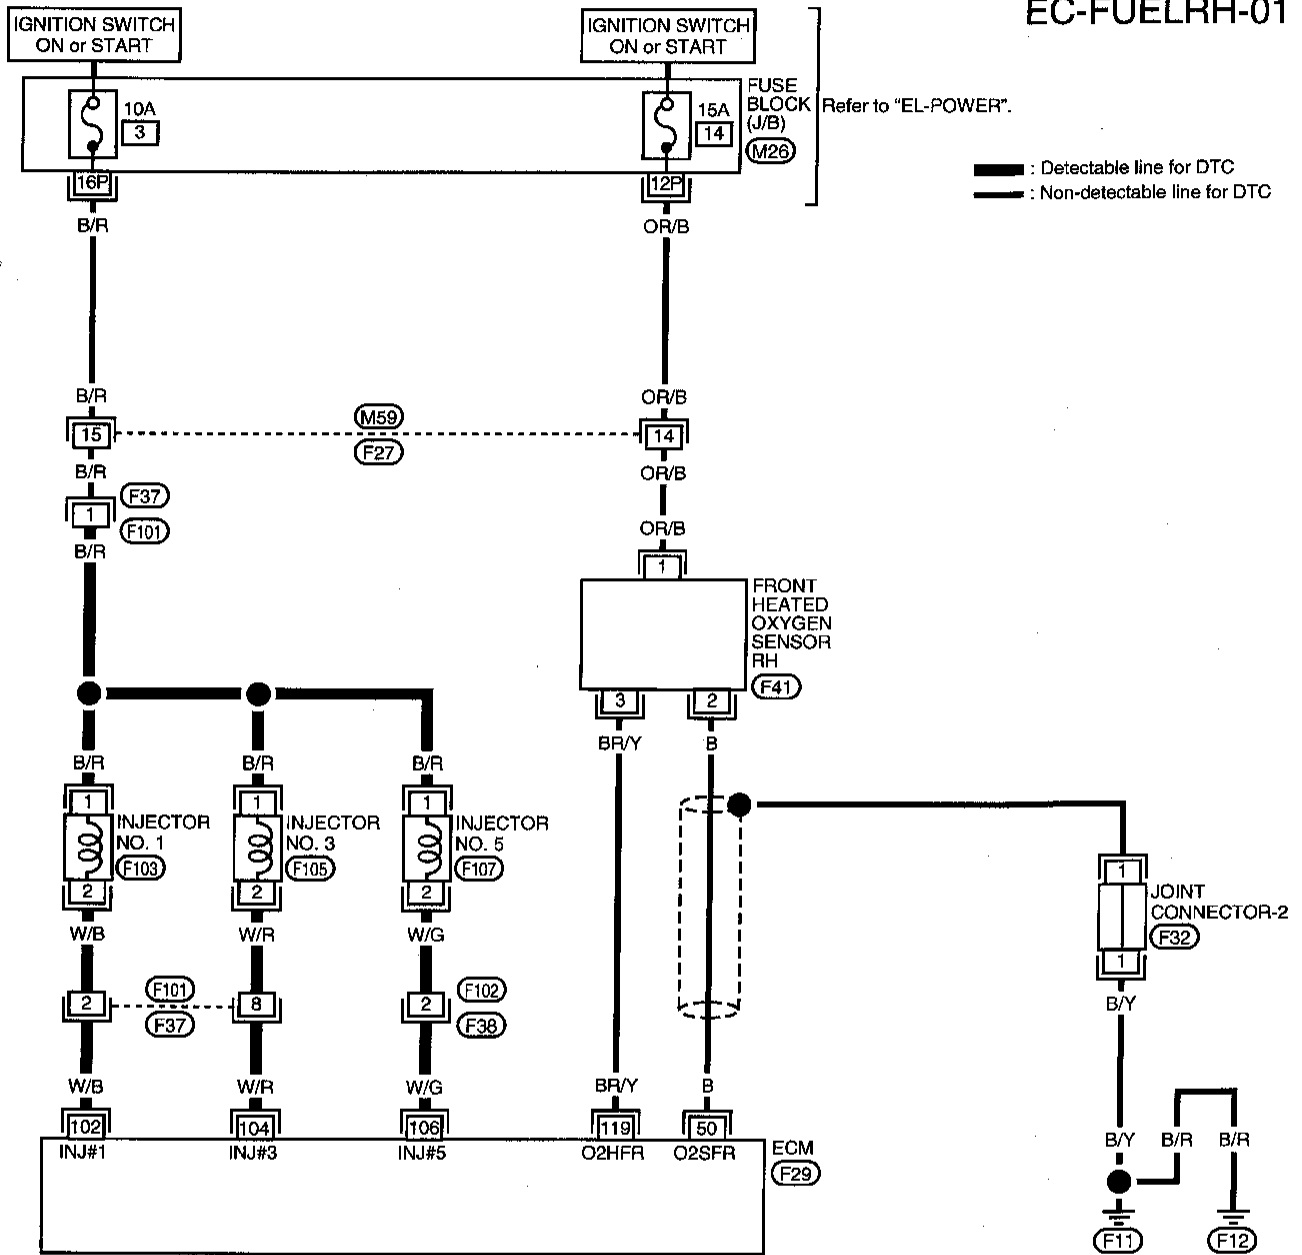 EC-FUELRH-01
IGNITION SWITCH
ON or START
IGNITION SWITCH
ON or START
10A
3
15A
14
FUSE
BLOCK
(J/B)
M26
Refer to "EL-POWER".
: Detectable line for DTC
: Non-detectable line for DTC
16P
12P
B/R
OR/B
B/R
OR/B
15
M59
F27
14
B/R
OR/B
1
F37
F101
B/R
OR/B
1
FRONT
HEATED
OXYGEN
SENSOR
RH
F41
3
2
BR/Y
B
B/R
B/R
B/R
1
1
1
INJECTOR
NO. 1
F103
INJECTOR
NO. 3
F105
INJECTOR
NO. 5
F107
2
2
2
1
JOINT
CONNECTOR-2
F32
1
W/B
W/R
W/G
B/Y
2
F101
F37
8
2
F102
F38
W/B
W/R
W/G
BR/Y
B
102
104
106
119
50
INJ#1
INJ#3
INJ#5
O2HFR
O2SFR
ECM
F29
B/Y
B/R
B/R
F11
F12